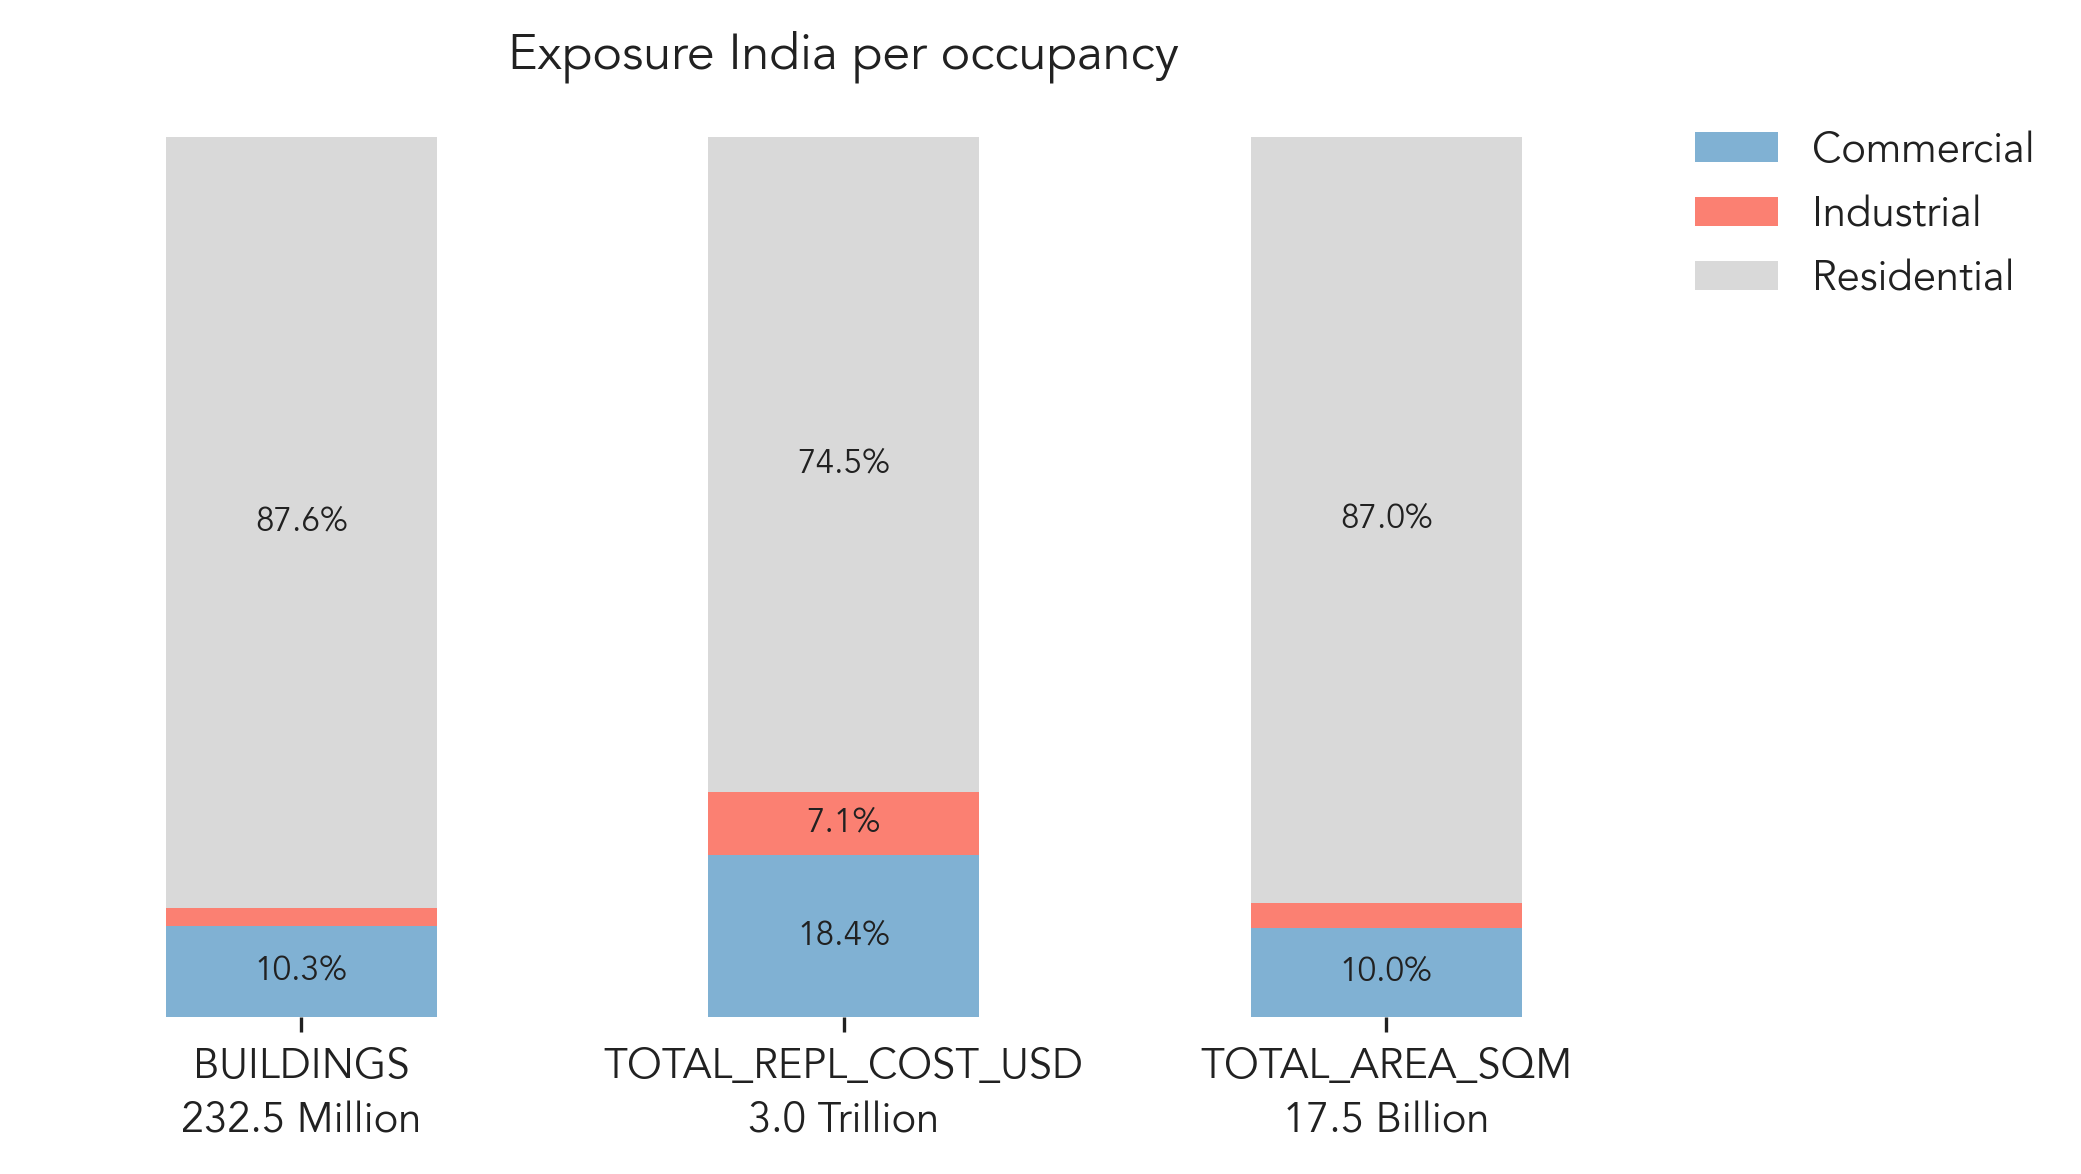 Exposure India per occupancy
Commercial
Industrial
Residential
87.6%
10.3%
74.5%
7.1%
18.4%
87.0%
10.0%
BUILDINGS
232.5 Million
TOTAL_REPL_COST_USD
3.0 Trillion
TOTAL_AREA_SQM
17.5 Billion